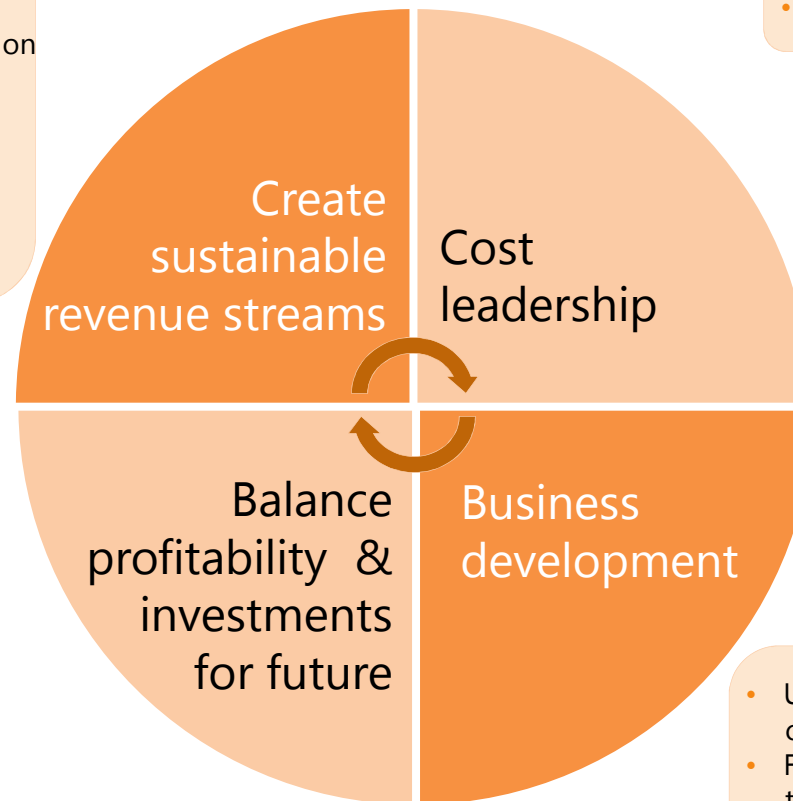 on
Create
sustainable
revenue streams
Cost
leadership
Balance
profitability &
investments
for future
Business
development